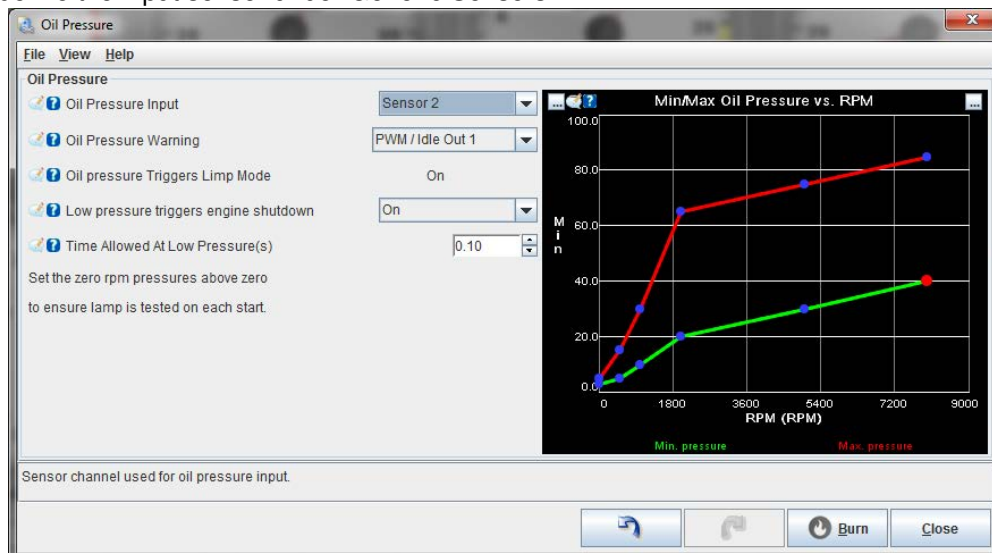 Oil Pressure
File View Help
Oil Pressure
Oil Pressure Input Sensor 2
Oil Pressure Warning PWM / Idle Out 1
Oil pressure Triggers Limp Mode On
Low pressure triggers engine shutdown On
Time Allowed At Low Pressure(s) 0.10
Set the zero rpm pressures above zero
to ensure lamp is tested on each start.
Min/Max Oil Pressure vs. RPM
100.0
80.0
60.0
40.0
20.0
0.0
Min
0 1800 3600 5400 7200 9000
RPM (RPM)
Min. pressure Max. pressure
Sensor channel used for oil pressure input.
Burn Close